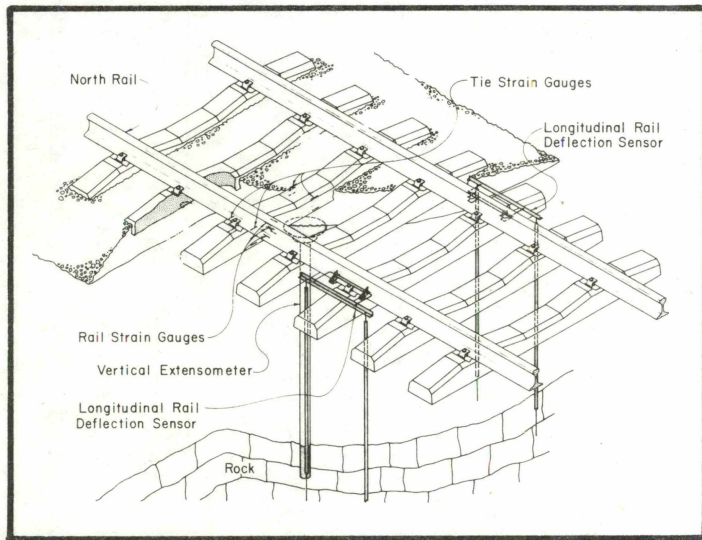 North Rail
Tie Strain Gauges
Longitudinal Rail
Deflection Sensor
Rail Strain Gauges
Vertical Extensometer
Longitudinal Rail
Deflection Sensor
Rock